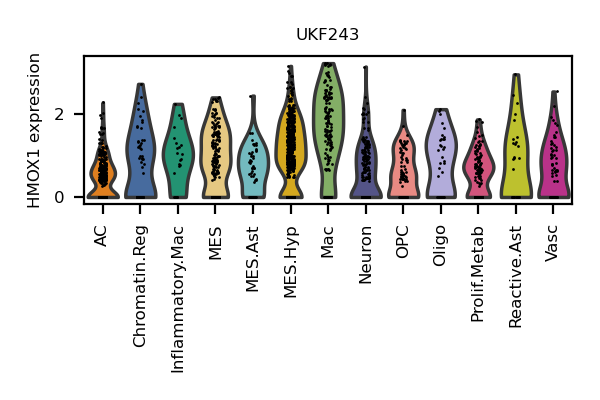 UKF243
HMOX1 expression
2
0
AC
Chromatin.Reg
Inflammatory.Mac
MES
MES.Ast
MES.Hyp
Mac
Neuron
OPC
Oligo
Prolif.Metab
Reactive.Ast
Vasc